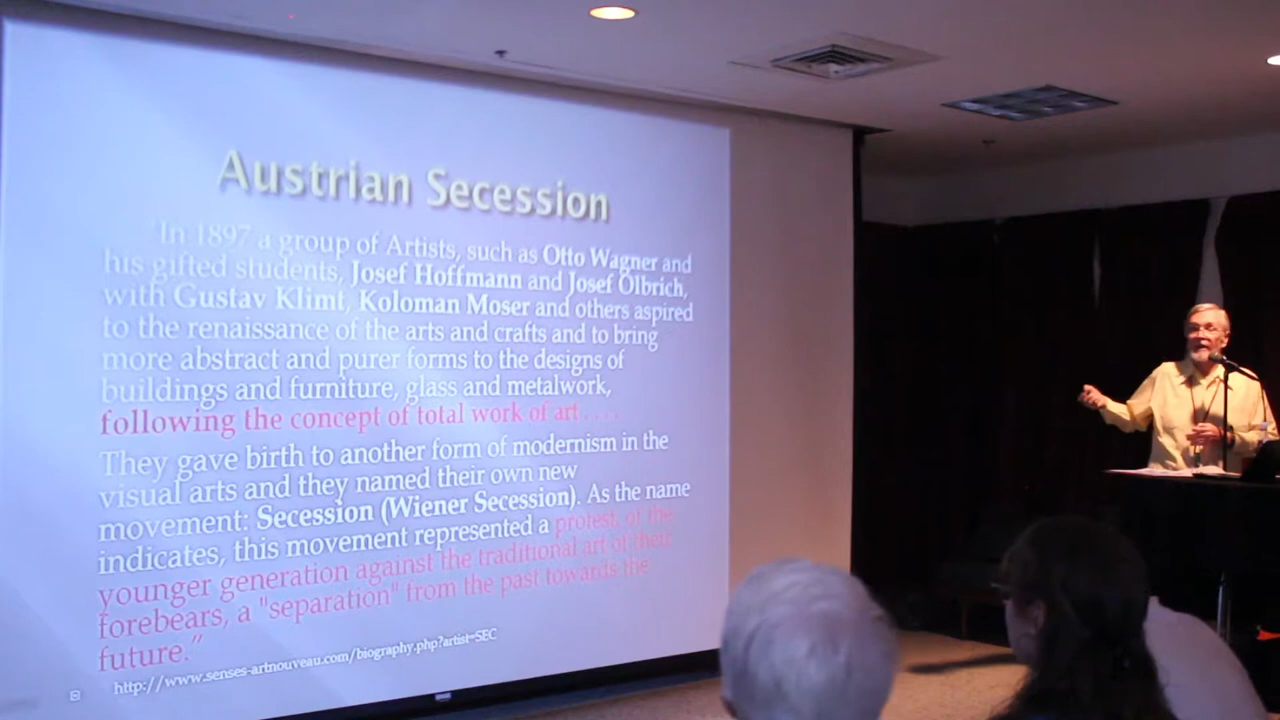 Austrian Secession
"In 1897 a group of Artists, such as Otto Wagner and
his gifted students, Josef Hoffmann and Josef Olbrich,
with Gustav Klimt, Koloman Moser and others aspired
to the renaissance of the arts and crafts and to bring
more abstract and purer forms to the designs of
buildings and furniture, glass and metalwork,
following the concept of total work of art . . . .
They gave birth to another form of modernism in the
visual arts and they named their own new
movement: Secession (Wiener Secession). As the name
indicates, this movement represented a protest, of the
younger generation against the traditional art of their
forebears, a "separation" from the past towards the
future."
http://www.senses-artnouveau.com/biography.php?artist=SEC